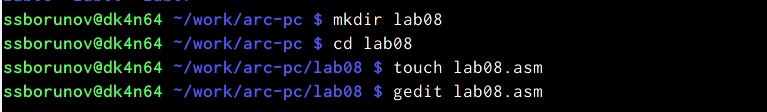 ssborunov@dk4n64 ~/work/arc-pc $ mkdir lab08
ssborunov@dk4n64 ~/work/arc-pc $ cd lab08
ssborunov@dk4n64 ~/work/arc-pc/lab08 $ touch lab08.asm
ssborunov@dk4n64 ~/work/arc-pc/lab08 $ gedit lab08.asm